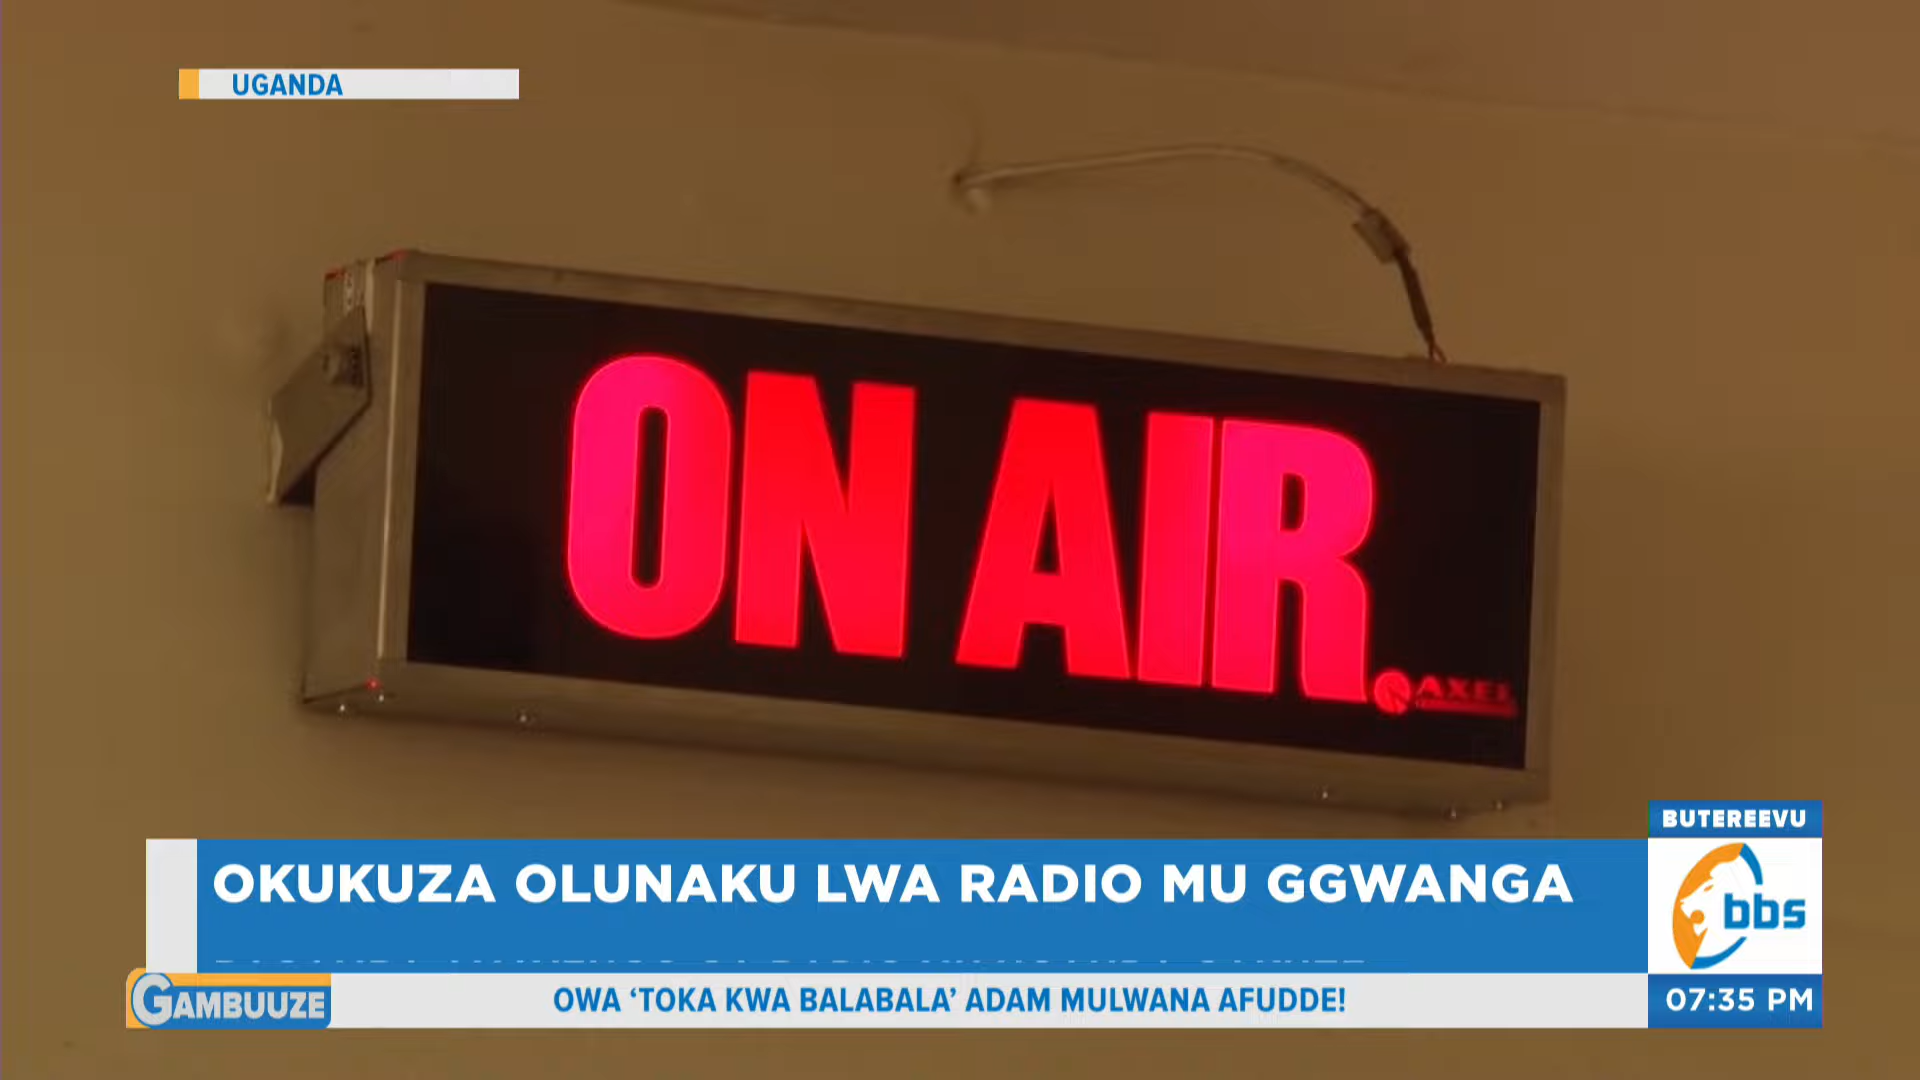 UGANDA
ON AIR.
AXEL
OKUKUZA OLUNAKU LWA RADIO MU GGWANGA
BUTEREEVU
bbs
GAMBUUZE
OWA ‘TOKA KWA BALABALA’ ADAM MULWANA AFUDDE!
07:35 PM